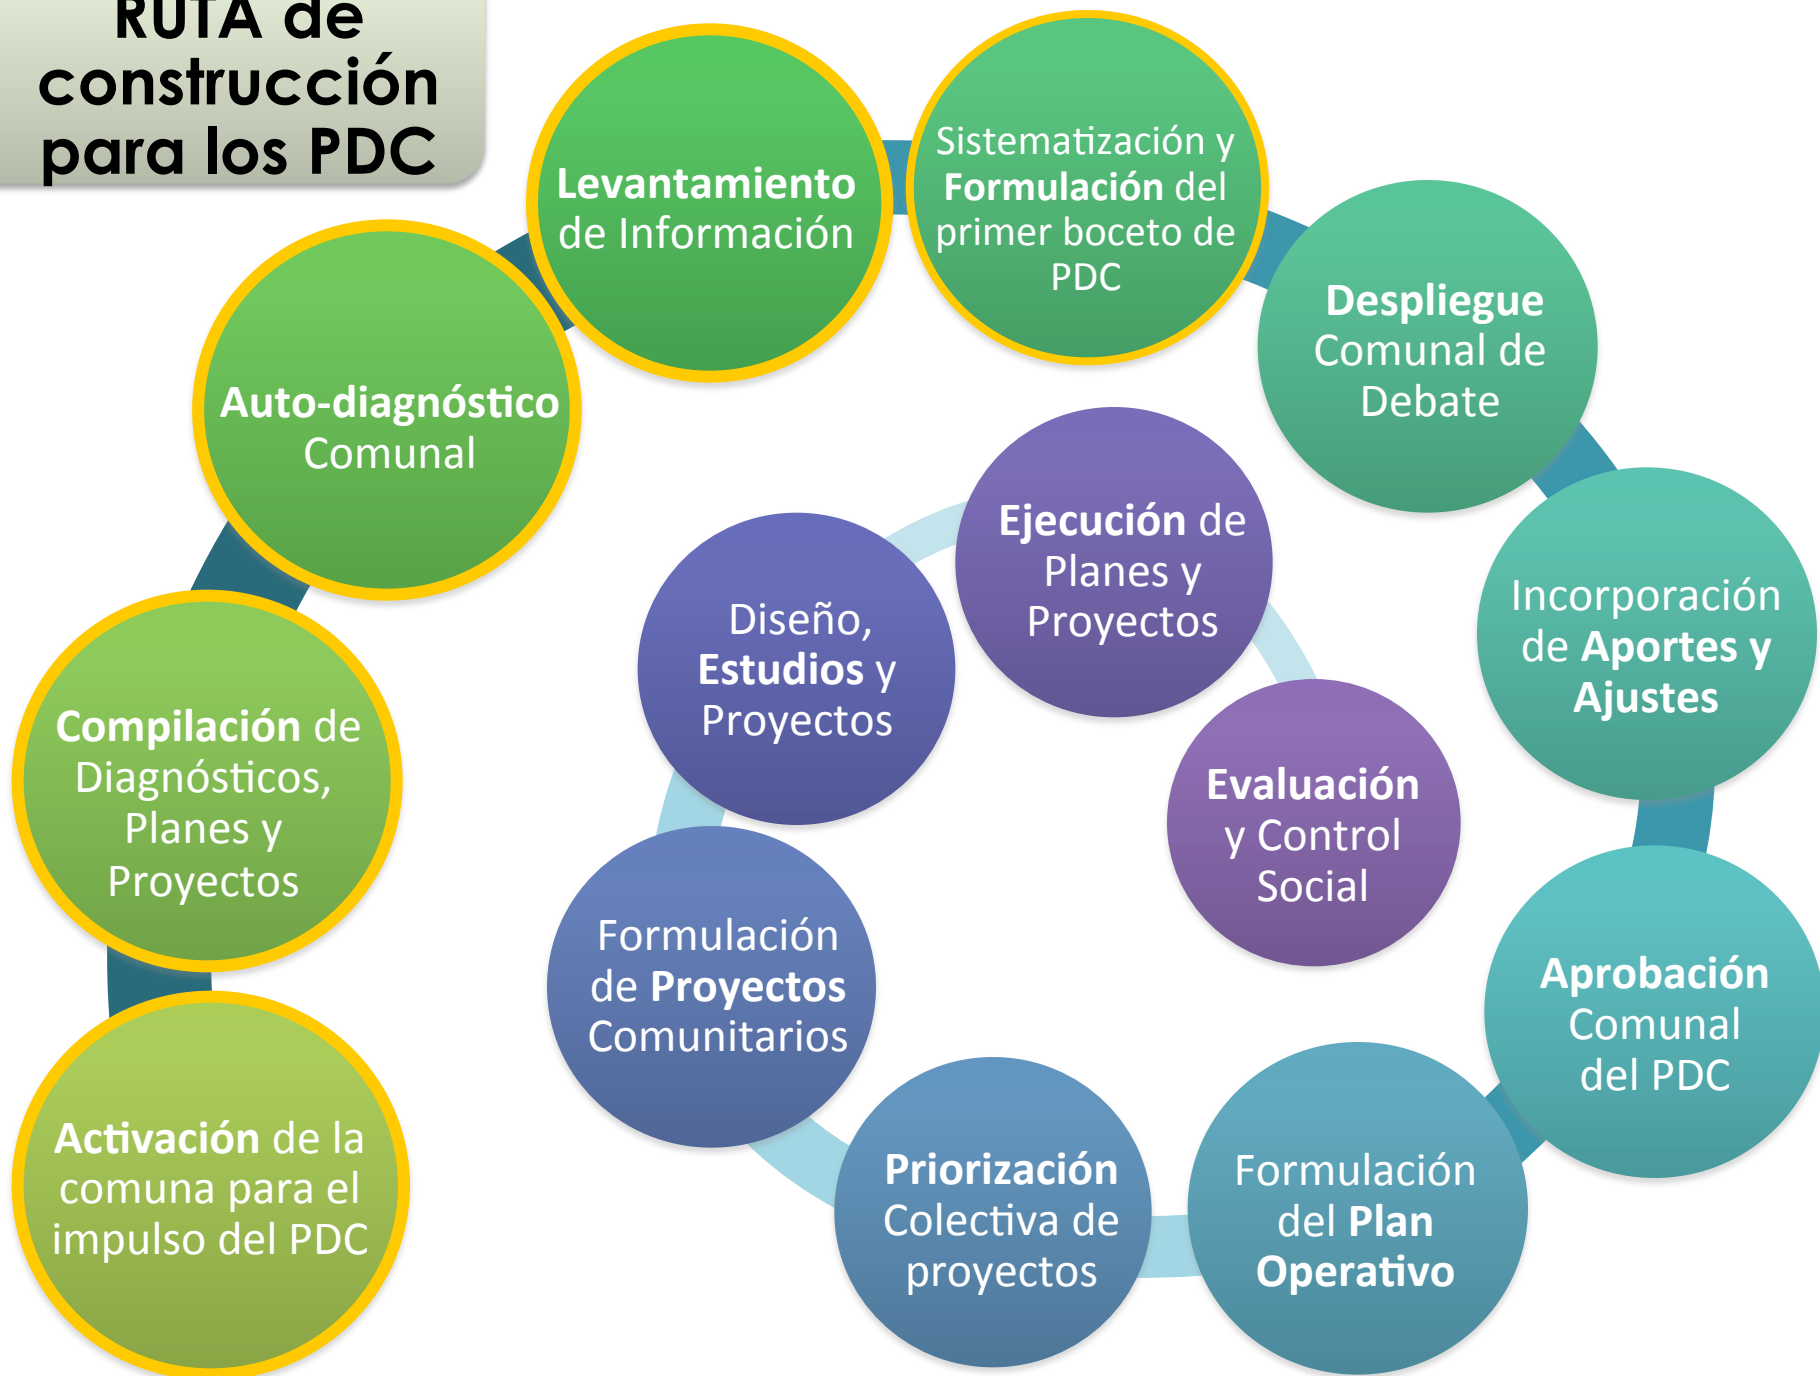 RUTA de
construcción
para los PDC
Activación de la
comuna para el
impulso del PDC
Compilación de
Diagnósticos,
Planes y
Proyectos
Auto-diagnóstico
Comunal
Levantamiento
de Información
Sistematización y
Formulación del
primer boceto de
PDC
Despliegue
Comunal de
Debate
Incorporación
de Aportes y
Ajustes
Aprobación
Comunal
del PDC
Formulación
del Plan
Operativo
Priorización
Colectiva de
proyectos
Formulación
de Proyectos
Comunitarios
Diseño,
Estudios y
Proyectos
Ejecución de
Planes y
Proyectos
Evaluación
y Control
Social